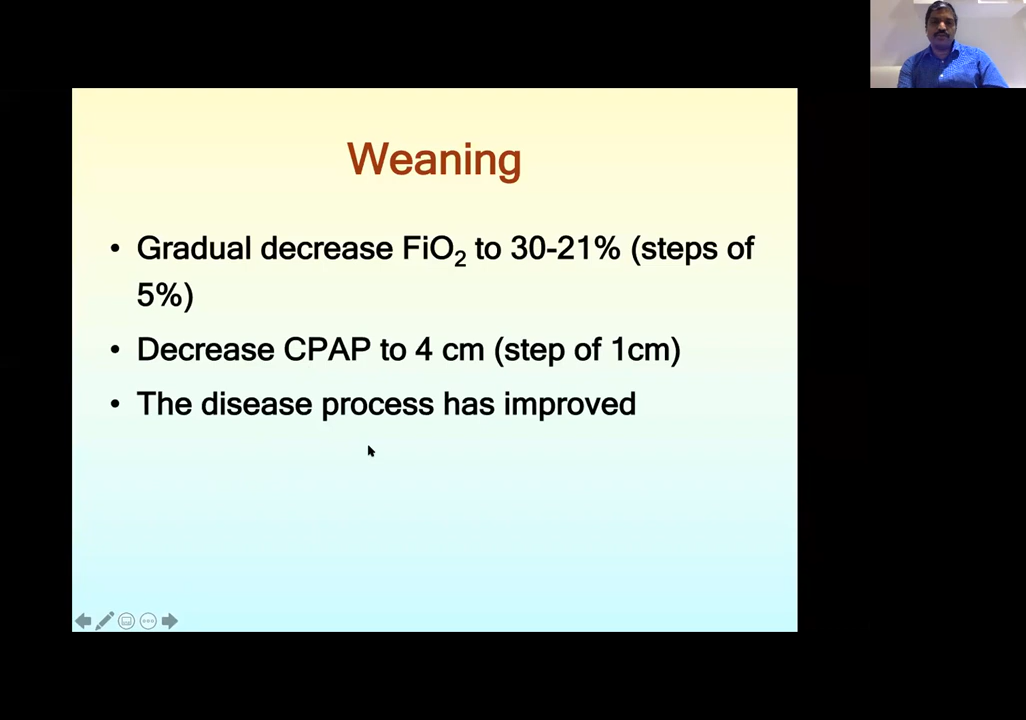 Weaning
• Gradual decrease FiO₂ to 30-21% (steps of
5%)
• Decrease CPAP to 4 cm (step of 1cm)
• The disease process has improved